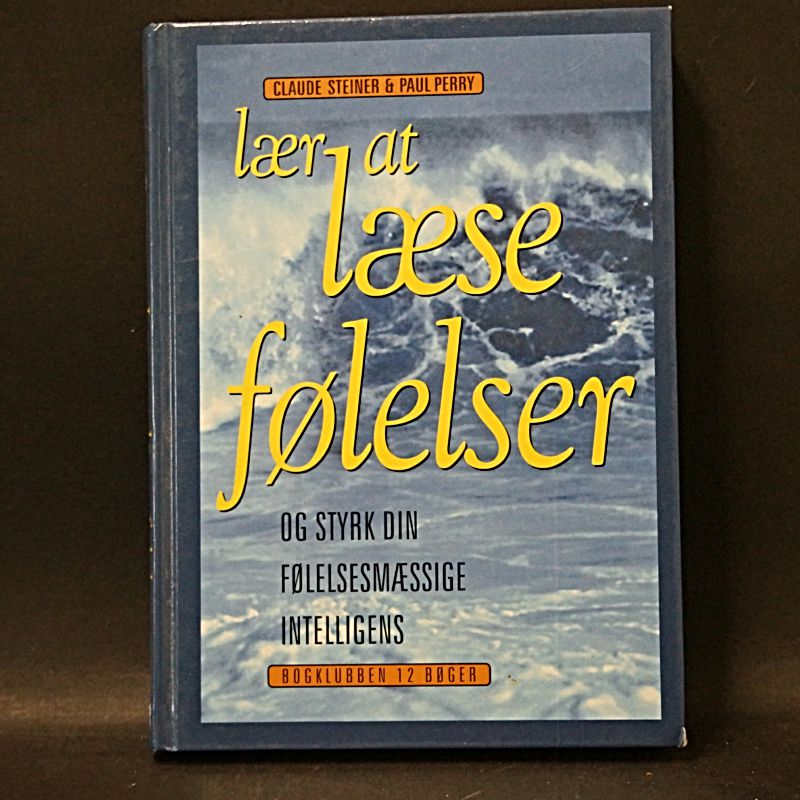 CLAUDE STEINER & PAUL PERRY
lær at
læse
følelser
OG STYRK DIN
FØLELSESMÆSSIGE
INTELLIGENS
BOGKLUBBEN 12 BØGER